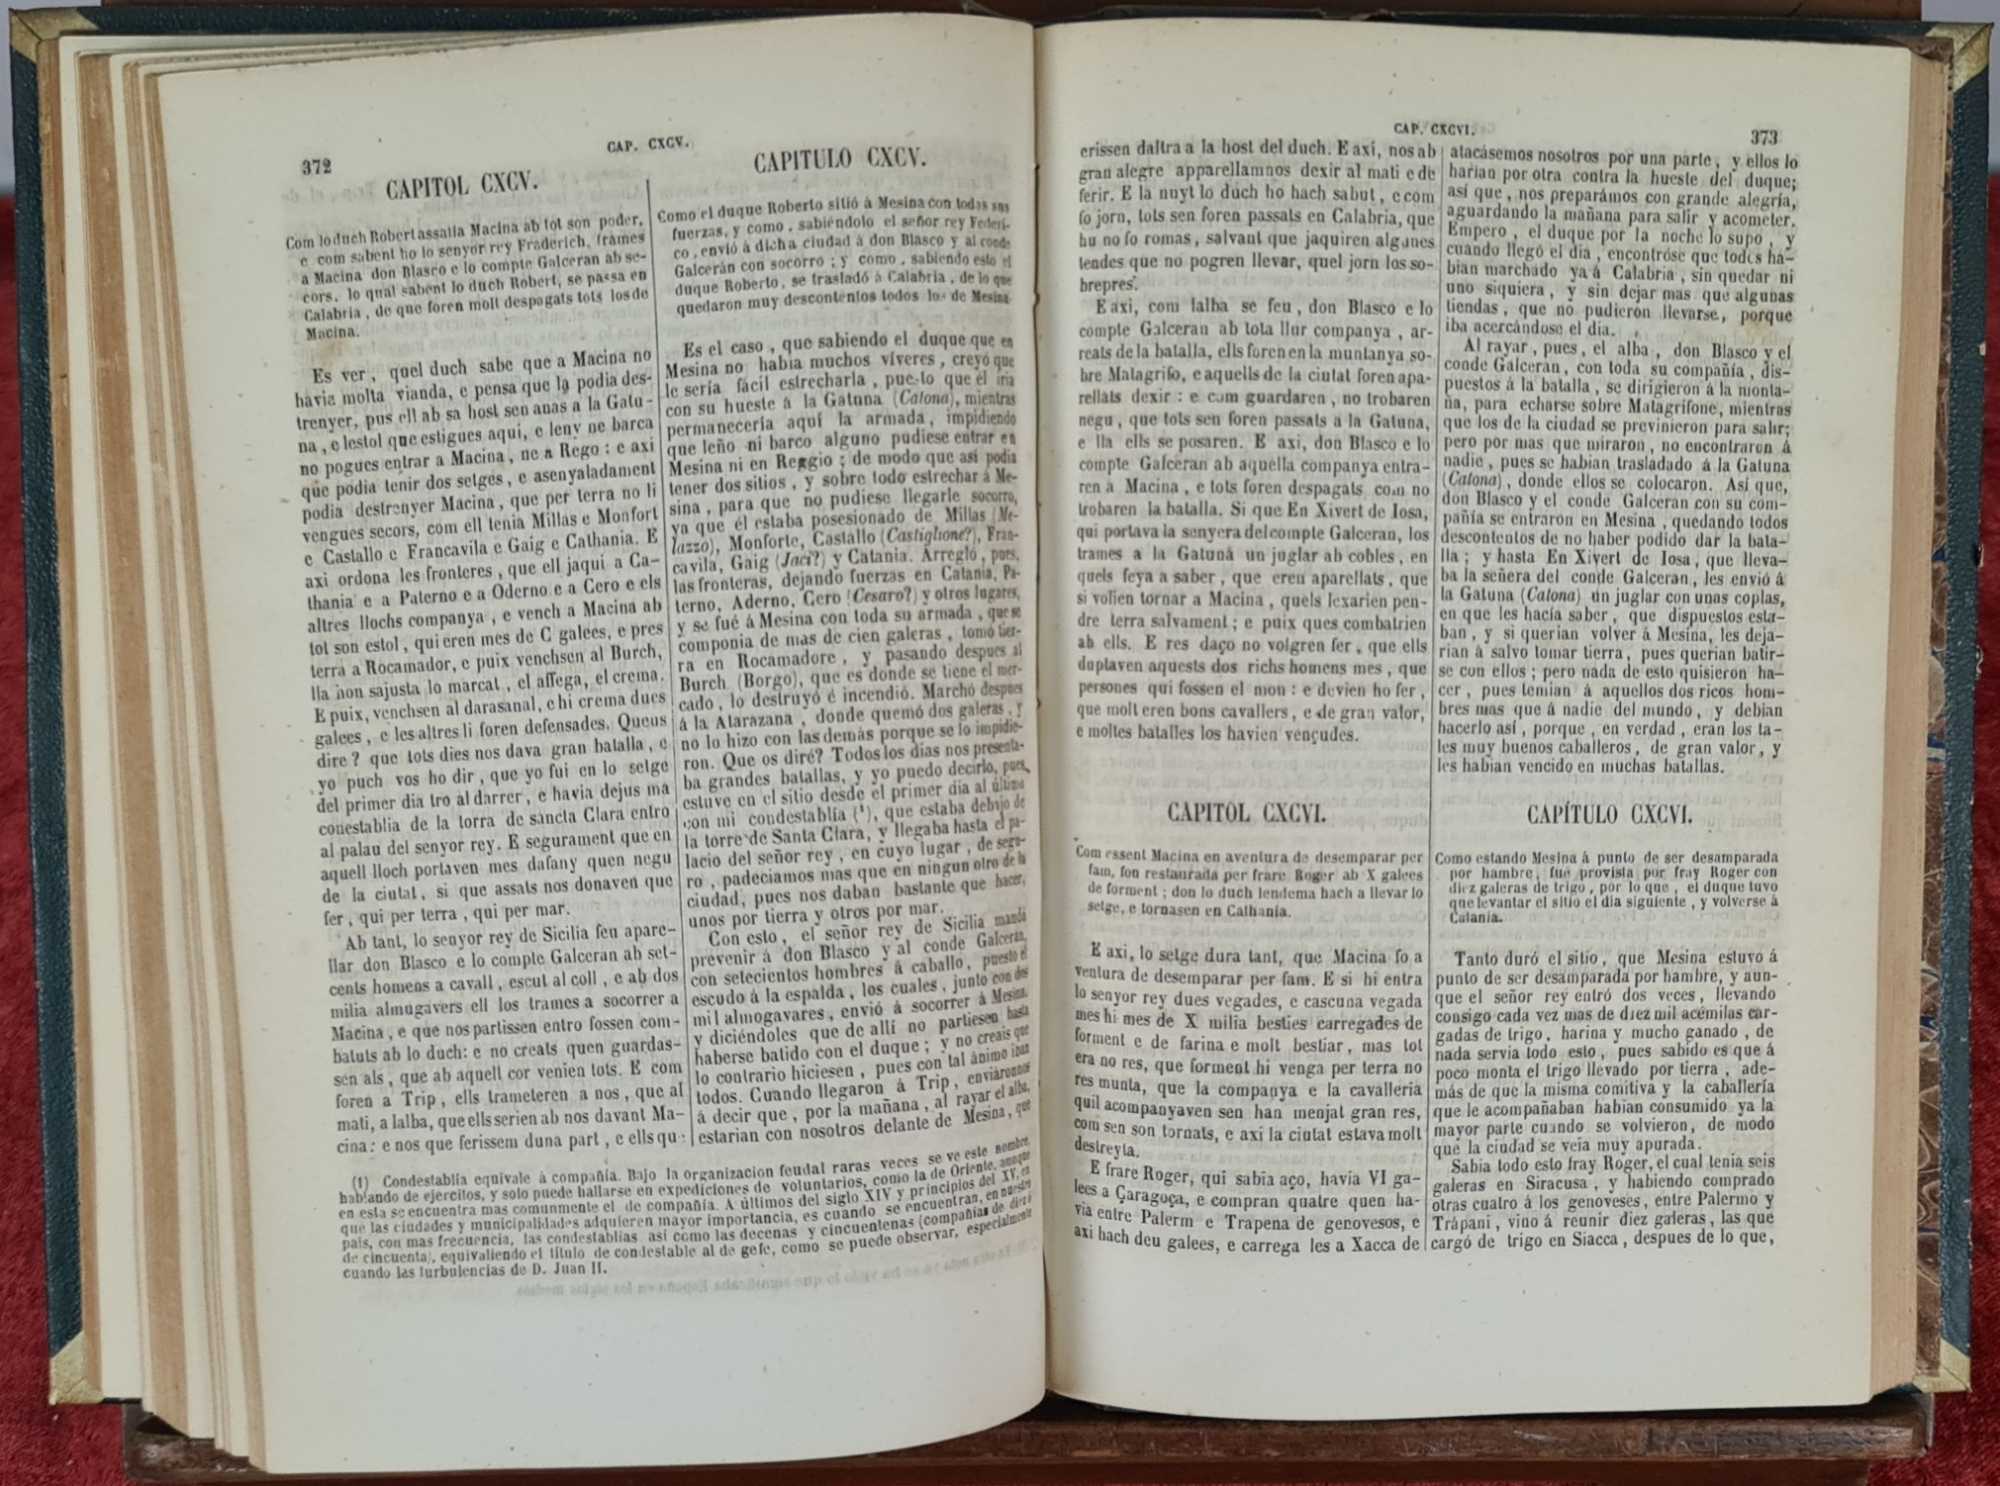 372
CAP. CXCV.
CAPITOL CXCV.
Com lo duch Robert assalla Macina ab tot son poder,
e com sabent ho lo senyor rey Fraderich, trames
a Macina don Blasco e lo compte Galceran ab se-
cors, lo qual sabent lo duch Robert, se passa en
Calabria, de que foren molt despagats tots los de
Macina.
Es ver, quel duch sabe que a Macina no
havie molta vianda, e pensa que la podia des-
trenyer, pus ell ab sa host sen anas a la Gatu-
na, e lestol que estigues aqui, e leny ne barca
no pogues entrar a Macina, ne a Rego: e axi
que podia tenir dos setges, e asenyaladament
podia destrenyer Macina, que per terra no li
vengues secors, com ell tenia Millas e Monfort
e Castallo e Francavila e Gaig e Cathania. E
axi ordona les fronteres, que ell jaqui a Ca-
thania e a Paterno e a Oderno e a Cero e els
altres llochs companya, e vench a Macina ab
tot son estol, qui eren mes de C galees, e pres
terra a Rocamador, e puix venchsen al Burch,
lla hon sajusta lo marcat, el affega, el crema.
E puix, venchsen al darasanal, e hi crema dues
galees, e les altres li foren defensades. Queus
dire? que tots dies nos dava gran batalla, e
yo puch vos ho dir, que yo fui en lo setge
del primer dia tro al darrer, e havia dejus ma
conestablia de la torra de sancta Clara entro
al palau del senyor rey. E segurament que en
aquell lloch portaven mes dafany quen negu
de la ciutat, si que assats nos donaven que
fer, qui per terra, qui per mar.
Ab tant, lo senyor rey de Sicilia feu apare-
llar don Blasco e lo compte Galceran ab set-
cents homens a cavall, escut al coll, e ab dos
milia almugavers ell los trames a socorrer a
Macina, e que nos partissen entro fossen com-
batuts ab lo duch: e no creats quen guardas-
sen als, que ab aquell cor venien tots. E com
foren a Trip, ells trameteren a nos, que al
mati, a lalba, que ells serien ab nos davant Ma-
cina: e nos que ferissem duna part, e ells qu-
CAPITULO CXCV.
Como el duque Roberto sitió á Mesina con todas sus
fuerzas, y como, sabiéndolo el señor rey Federi-
co, envió á dicha ciudad á don Blasco y al conde
Galcerán con socorro; y como, sabiendo esto el
duque Roberto, se trasladó á Calabria, de lo que
quedaron muy descontentos todos los de Mesina
Es el caso, que sabiendo el duque que en
Mesina no habia muchos víveres, creyó que
le sería fácil estrecharla, puesto que él iria
con su hueste á la Gatuna (Catona), mientras
permanecería aquí la armada, impidiendo
que leño ni barco alguno pudiese entrar en
Mesina ni en Reggio; de modo que así podia
tener dos sitios, y sobre todo estrechar á Me-
sina, para que no pudiese llegarle socorro,
ya que él estaba posesionado de Millas (Me-
lazzo), Monforte, Castallo (Castiglione?), Fran-
cavila, Gaig (Jaci?) y Catania. Arregló, pues,
las fronteras, dejando fuerzas en Catania, Pa-
terno, Aderno, Cero (Cesaro?) y otros lugares,
y se fué á Mesina con toda su armada, que se
componia de mas de cien galeras, tomó tier-
ra en Rocamadore, y pasando despues al
Burch (Borgo), que es donde se tiene el mer-
cado, lo destruyó é incendió. Marchó despues
á la Atarazana, donde quemó dos galeras, y
no lo hizo con las demás porque se lo impidie-
ron. Que os diré? Todos los dias nos presenta-
ba grandes batallas, y yo puedo decirlo, pues
estuve en el sitio desde el primer dia al último
con mi condestablía (¹), que estaba debajo de
la torre de Santa Clara, y llegaba hasta el pa-
lacio del señor rey, en cuyo lugar, de segu-
ro, padeciamos mas que en ningun otro de la
ciudad, pues nos daban bastante que hacer,
unos por tierra y otros por mar.
Con esto, el señor rey de Sicilia mandó
prevenir á don Blasco y al conde Galcerán,
con setecientos hombres á caballo, puesto el
escudo á la espalda, los cuales, junto con dos
mil almogavares, envió á socorrer á Mesina,
y diciéndoles que de allí no partiesen hasta
haberse batido con el duque; y no creais que
lo contrario hiciesen, pues con tal ánimo iban
todos. Cuando llegaron á Trip, enviáronnos
á decir que, por la mañana, al rayar el alba,
estarian con nosotros delante de Mesina, que
(1) Condestablía equivale á compañía. Bajo la organizacion feudal raras veces se ve este nombre,
hablando de ejercitos, y solo puede hallarse en expediciones de voluntarios, como la de Oriente, aunque
en esta se encuentra mas comunmente el de compañía. A últimos del siglo XIV y principios del XV, en
que las ciudades y municipalidades adquieren mayor importancia, es cuando se encuentran, en nuestro
pais, con mas frecuencia, las condestablías asi como las decenas y cincuentenas (compañias de diez ó
de cincuenta), equivaliendo el título de condestable al de gefe, como se puede observar, especialmente
cuando las turbulencias de D. Juan II.
CAP. CXCVI.
373
erissen daltra a la host del duch. E axi, nos ab
gran alegre apparellamnos dexir al mati e de
ferir. E la nuyt lo duch ho hach sabut, e com
fo jorn, tots sen foren passats en Calabria, que
hu no fo romas, salvant que jaquiren algunes
tendes que no pogren llevar, quel jorn los so-
brepres.
E axi, com lalba se feu, don Blasco e lo
compte Galceran ab tota llur companya, ar-
reats de la batalla, ells foren en la muntanya so-
bre Matagrifo, e aquells de la ciutat foren apa-
rellats dexir: e com guardaren, no trobaren
negu, que tots sen foren passats a la Gatuna,
e lla ells se posaren. E axi, don Blasco e lo
compte Galceran ab aquella companya entra-
ren a Macina, e tots foren despagats com no
trobaren la batalla. Si que En Xivert de Iosa,
qui portava la senyera del compte Galceran, los
trames a la Gatuna un juglar ab cobles, en
quels feya a saber, que eren aparellats, que
si volien tornar a Macina, quels lexarien pen-
dre terra salvament; e puix ques combatrien
ab ells. E res daço no volgren fer, que ells
duptaven aquests dos richs homens mes, que
persones qui fossen el mon: e devien ho fer,
que molt eren bons cavallers, e de gran valor,
e moltes batalles los havien vençudes.
CAPITOL CXCVI.
Com essent Macina en aventura de desemparar per
fam, fon restaurada per frare Roger ab X galees
de forment; don lo duch lendema hach a llevar lo
setge, e tornasen en Cathania.
E axi, lo setge dura tant, que Macina fo a
ventura de desemparar per fam. E si hi entra
lo senyor rey dues vegades, e cascuna vegada
mes hi mes de X milia besties carregades de
forment e de farina e molt bestiar, mas tot
era no res, que forment hi venga per terra no
res munta, que la companya e la cavalleria
quil acompanyaven sen han menjat gran res,
com sen son tornats, e axi la ciutat estava molt
destreyta.
E frare Roger, qui sabia aço, havia VI ga-
lees a Çaragoça, e compran quatre quen ha-
via entre Palerm e Trapena de genovesos, e
axi hach deu galees, e carrega les a Xacca de
atacásemos nosotros por una parte, y ellos lo
harian por otra contra la hueste del duque;
así que, nos preparámos con grande alegría,
aguardando la mañana para salir y acometer.
Empero, el duque por la noche lo supo, y
cuando llegó el dia, encontróse que todos ha-
bian marchado ya á Calabria, sin quedar ni
uno siquiera, y sin dejar mas que algunas
tiendas, que no pudieron llevarse, porque
iba acercándose el dia.
Al rayar, pues, el alba, don Blasco y el
conde Galceran, con toda su compañía, dis-
puestos á la batalla, se dirigieron á la monta-
ña, para echarse sobre Matagrifone, mientras
que los de la ciudad se previnieron para salir;
pero por mas que miraron, no encontraron á
nadie, pues se habian trasladado á la Gatuna
(Catona), donde ellos se colocaron. Así que,
don Blasco y el conde Galceran con su com-
pañía se entraron en Mesina, quedando todos
descontentos de no haber podido dar la bata-
lla; y hasta En Xivert de Iosa, que lleva-
ba la señera del conde Galceran, les envió á
la Gatuna (Catona) un juglar con unas coplas,
en que les hacía saber, que dispuestos esta-
ban, y si querian volver á Mesina, les deja-
rian á salvo tomar tierra, pues querian batir-
se con ellos; pero nada de esto quisieron ha-
cer, pues temian á aquellos dos ricos hom-
bres mas que á nadie del mundo, y debian
hacerlo así, porque, en verdad, eran los ta-
les muy buenos caballeros, de gran valor, y
les habian vencido en muchas batallas.
CAPÍTULO CXCVI.
Como estando Mesina á punto de ser desamparada
por hambre, fué provista por fray Roger con
diez galeras de trigo, por lo que, el duque tuvo
que levantar el sitio el dia siguiente, y volverse á
Catania.
Tanto duró el sitio, que Mesina estuvo á
punto de ser desamparada por hambre, y aun-
que el señor rey entró dos veces, llevando
consigo cada vez mas de diez mil acémilas car-
gadas de trigo, harina y mucho ganado, de
nada servia todo esto, pues sabido es que á
poco monta el trigo llevado por tierra, ade-
más de que la misma comitiva y la caballería
que le acompañaban habian consumido ya la
mayor parte cuando se volvieron, de modo
que la ciudad se veia muy apurada.
Sabia todo esto fray Roger, el cual tenia seis
galeras en Siracusa, y habiendo comprado
otras cuatro á los genoveses, entre Palermo y
Trápani, vino á reunir diez galeras, las que
cargó de trigo en Siacca, despues de lo que,